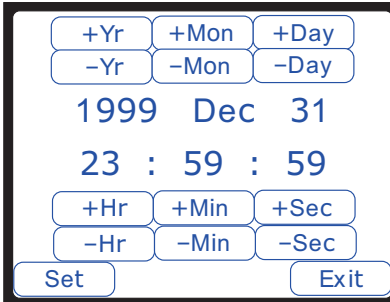 +Yr +Mon +Day
−Yr −Mon −Day
1999 Dec 31
23 : 59 : 59
+Hr +Min +Sec
−Hr −Min −Sec
Set Exit